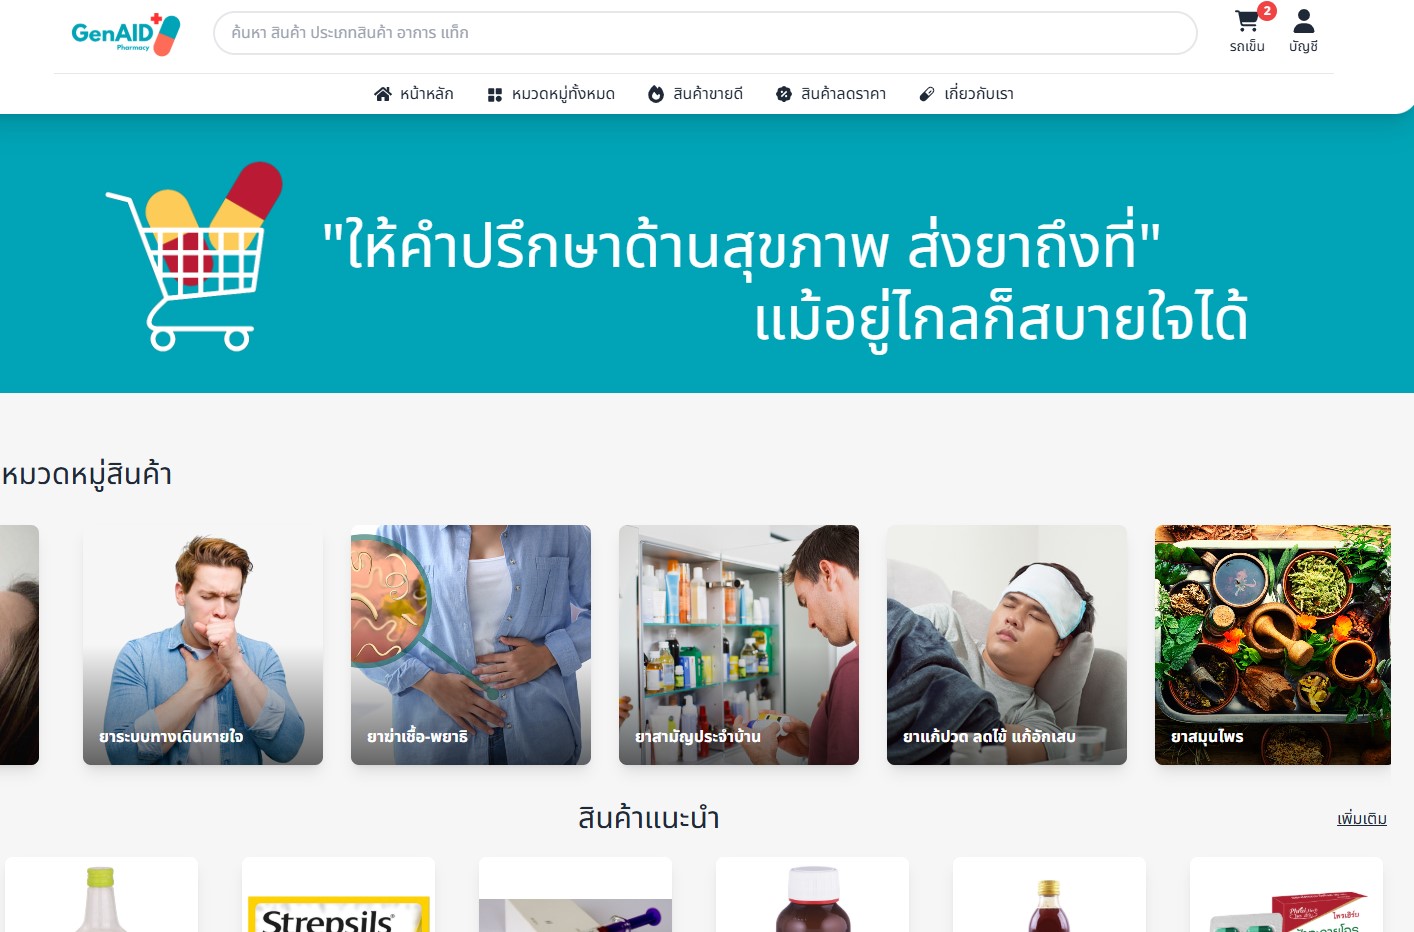 GenAID
Pharmacy
ค้นหา สินค้า ประเภทสินค้า อาการ แท็ก
2
รถเข็น
บัญชี
หน้าหลัก
หมวดหมู่ทั้งหมด
สินค้าขายดี
สินค้าลดราคา
เกี่ยวกับเรา
"ให้คำปรึกษาด้านสุขภาพ ส่งยาถึงที่"
แม้อยู่ไกลก็สบายใจได้
หมวดหมู่สินค้า
ยาระบบทางเดินหายใจ
ยาฆ่าเชื้อ-พยาธิ
ยาสามัญประจำบ้าน
ยาแก้ปวด ลดไข้ แก้อักเสบ
ยาสมุนไพร
สินค้าแนะนำ
เพิ่มเติม
Strepsils®